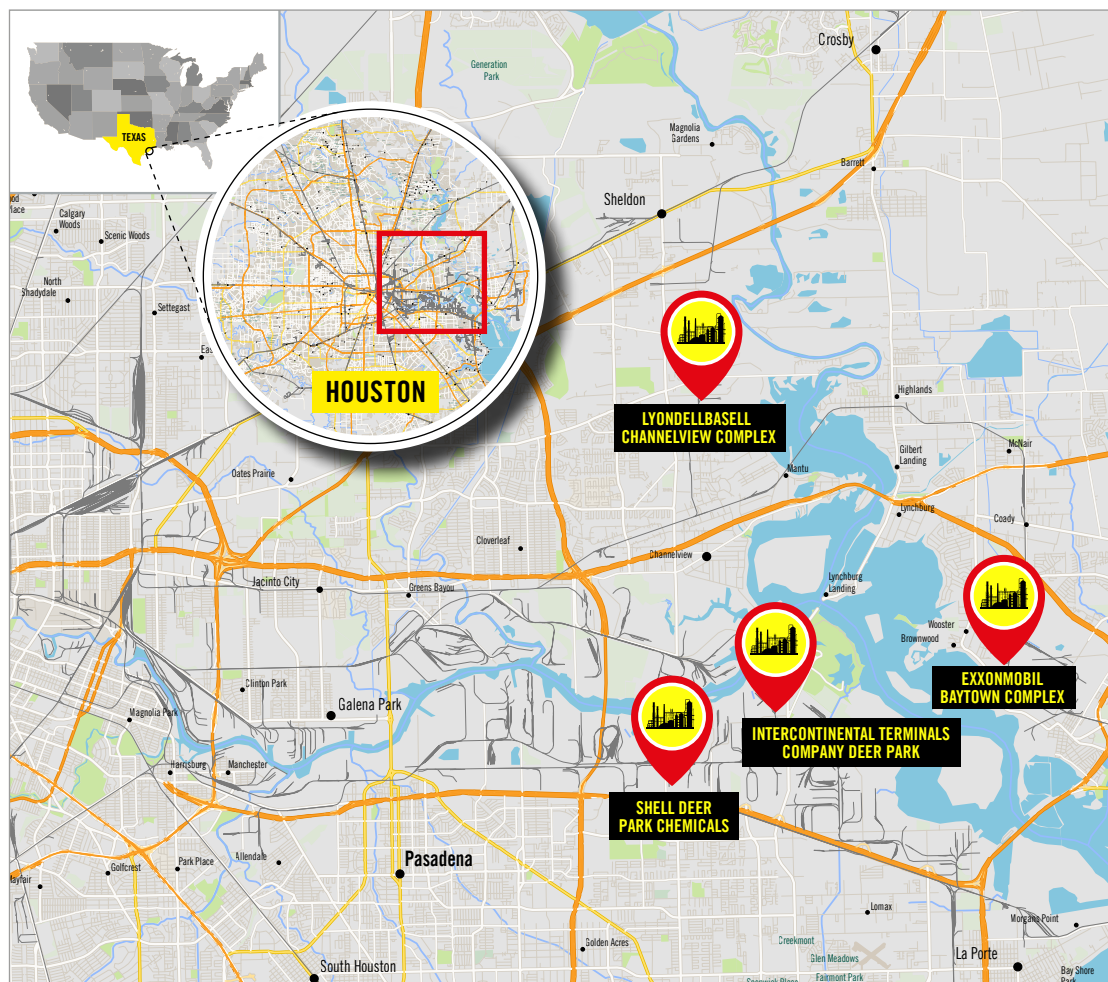 Crosby
Generation
Park
TEXAS
Magnolia
Gardens
Barrett
Sheldon
Place
Calgary
Woods
Scenic Woods
North
Shadydale
Settegast
HOUSTON
LYONDELLBASELL
CHANNELVIEW COMPLEX
Highlands
McNair
Gilbert
Landing
Oates Prairie
Mantu
Lynchburg
Coady
Cloverleaf
Channelview
Jacinto City
Greens Bayou
Lynchburg
Landing
Wooster
Brownwood
EXXONMOBIL
BAYTOWN COMPLEX
Clinton Park
Galena Park
Magnolia Park
INTERCONTINENTAL TERMINALS
COMPANY DEER PARK
Harrisburg
Manchester
SHELL DEER
PARK CHEMICALS
Pasadena
Allendale
Park Place
Golfcrest
Lomax
Morgans Point
Golden Acres
Creekmont
Glen Meadows
Fairmont Park
La Porte
South Houston
Bay Shore
Park